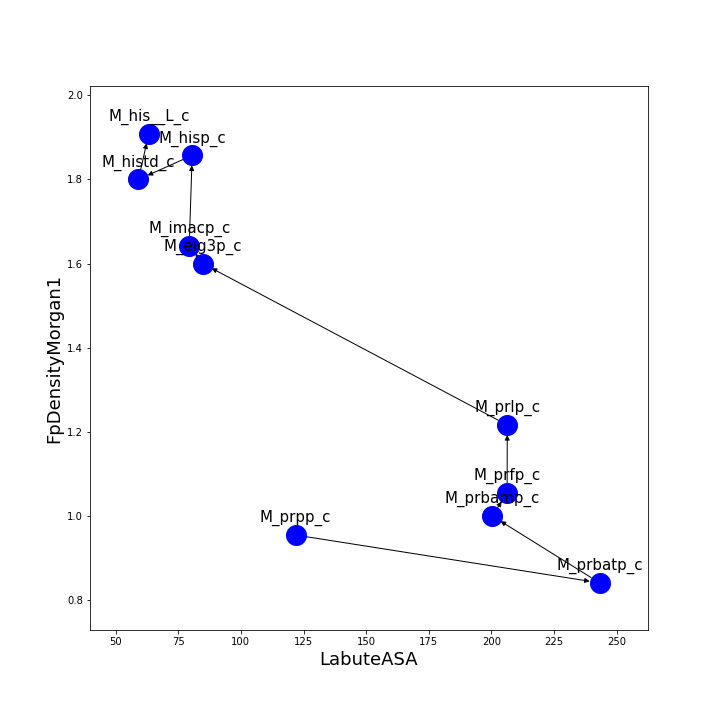 2.0
1.8
1.6
1.4
1.2
1.0
0.8
FpDensityMorgan1
M_his__L_c
M_hisp_c
M_histd_c
M_imacp_c
M_eig3p_c
M_prlp_c
M_prfp_c
M_prbamp_c
M_prpp_c
M_prbatp_c
50 75 100 125 150 175 200 225 250
LabuteASA